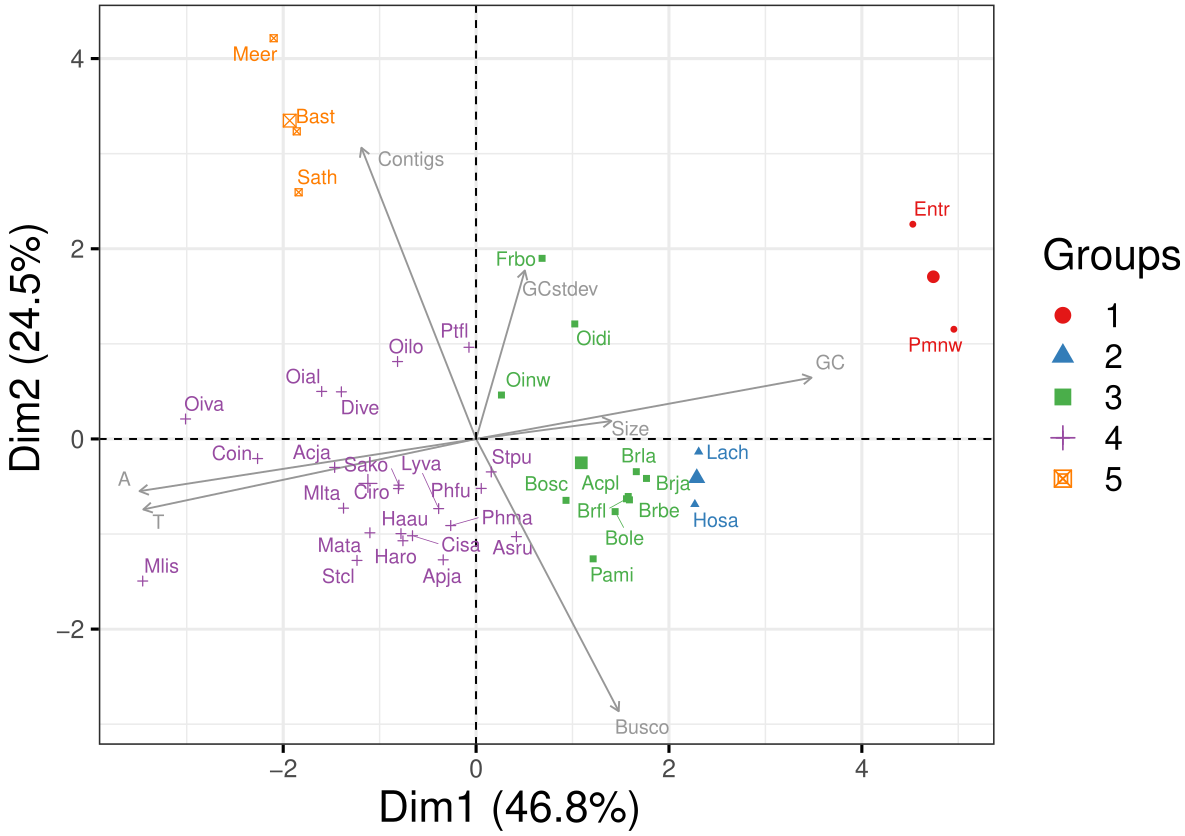 4
2
0
−2
−2
0
2
4
Dim2 (24.5%)
Dim1 (46.8%)
Meer
Bast
Sath
Contigs
Entr
Frbo
GCstdev
Oidi
Pmnw
Ptfl
Oilo
GC
Oial
Dive
Oinw
Oiva
Size
Coin
Acja
Sako
Lyva
Stpu
Brla
Lach
A
Mlta
Ciro
Phfu
Bosc
Acpl
Brja
T
Haau
Phma
Brfl
Brbe
Hosa
Mata
Haro
Cisa
Asru
Bole
Mlis
Stcl
Apja
Pami
Busco
Groups
1
2
3
4
5